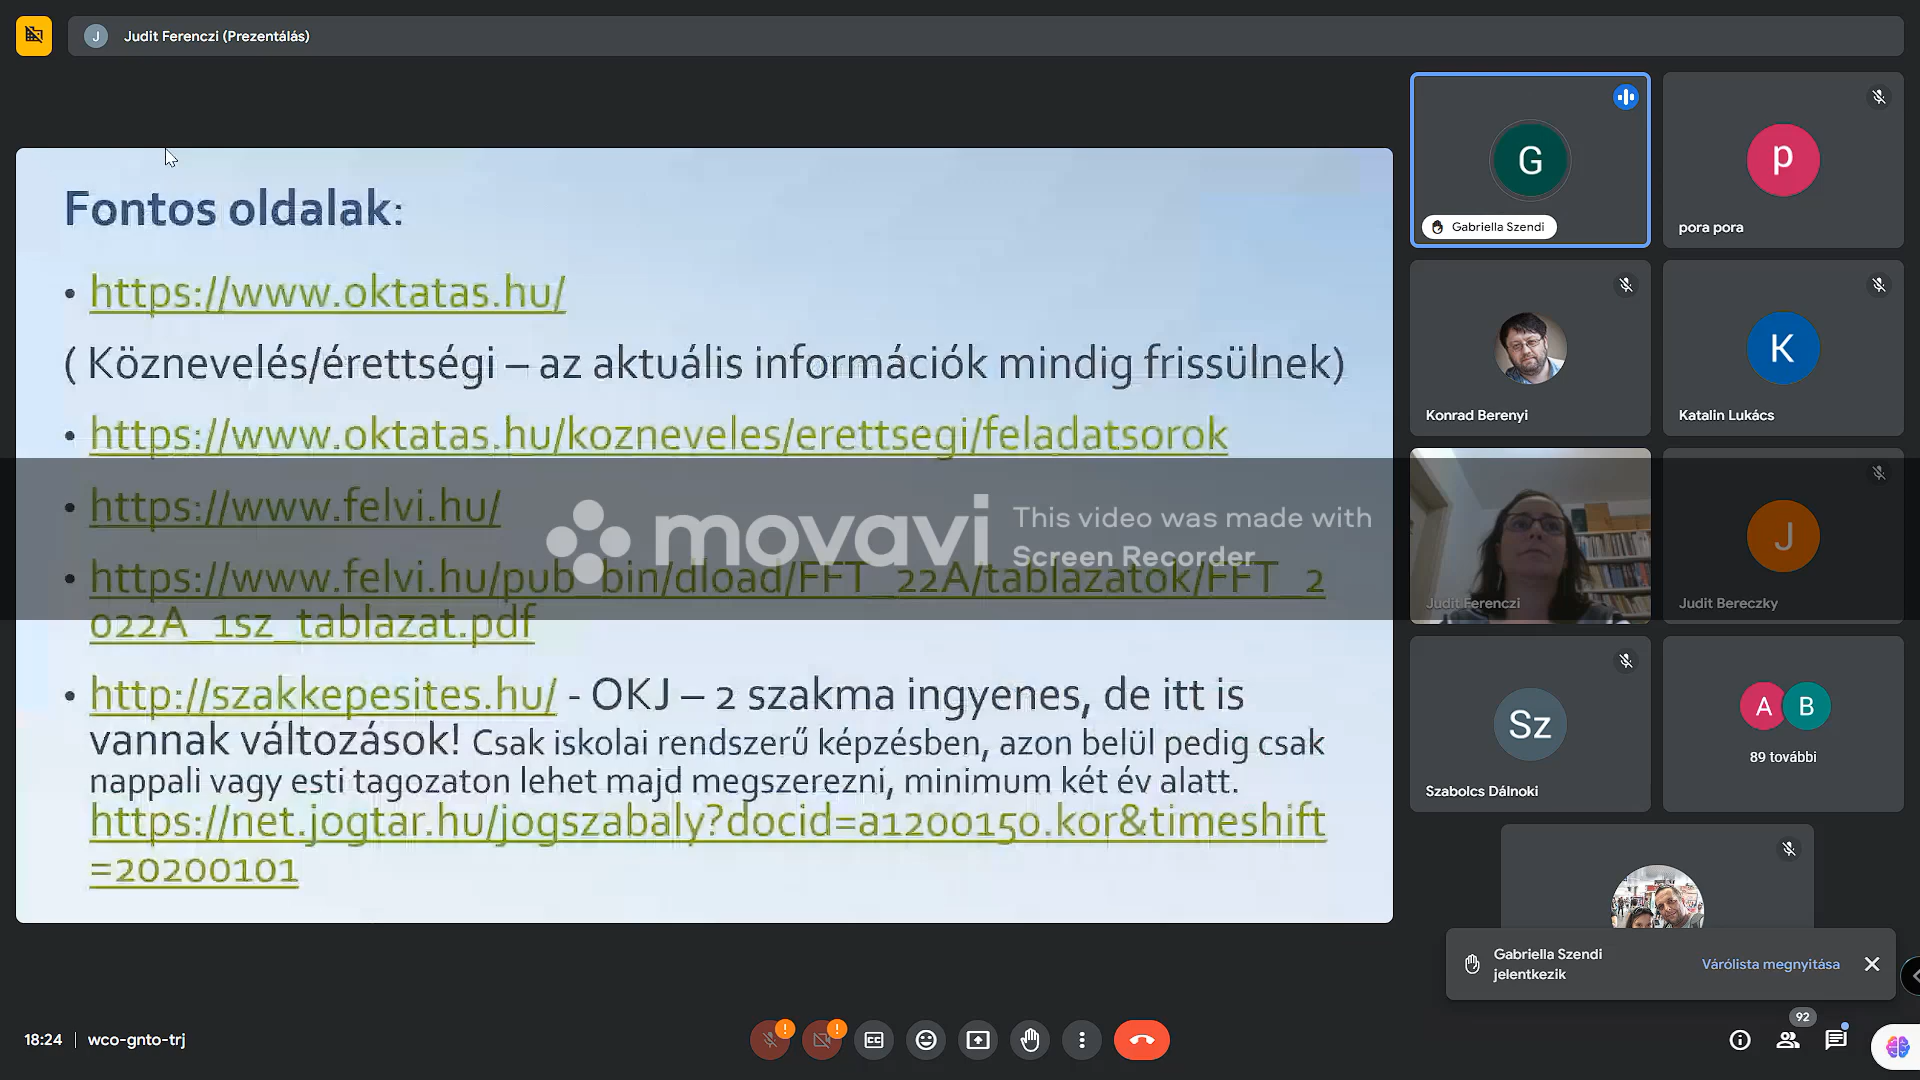 J Judit Ferenczi (Prezentálás)
Fontos oldalak:
• https://www.oktatas.hu/
( Köznevelés/érettségi – az aktuális információk mindig frissülnek)
• https://www.oktatas.hu/kozneveles/erettsegi/feladatsorok
• https://www.felvi.hu/
• https://www.felvi.hu/pub_bin/dload/FFT_22A/tablazatok/FFT_2
022A_1sz_tablazat.pdf
• http://szakkepesites.hu/ - OKJ – 2 szakma ingyenes, de itt is
vannak változások! Csak iskolai rendszerű képzésben, azon belül pedig csak
nappali vagy esti tagozaton lehet majd megszerezni, minimum két év alatt.
https://net.jogtar.hu/jogszabaly?docid=a1200150.kor&timeshift
=20200101
movavi
This video was made with
Screen Recorder
G
Gabriella Szendi
p
pora pora
Konrad Berenyi
K
Katalin Lukács
Judit Ferenczi
J
Judit Bereczky
Sz
Szabolcs Dálnoki
A B
89 további
Gabriella Szendi
jelentkezik
Várólista megnyitása
18:24 | wco-gnto-trj
! !
CC
92